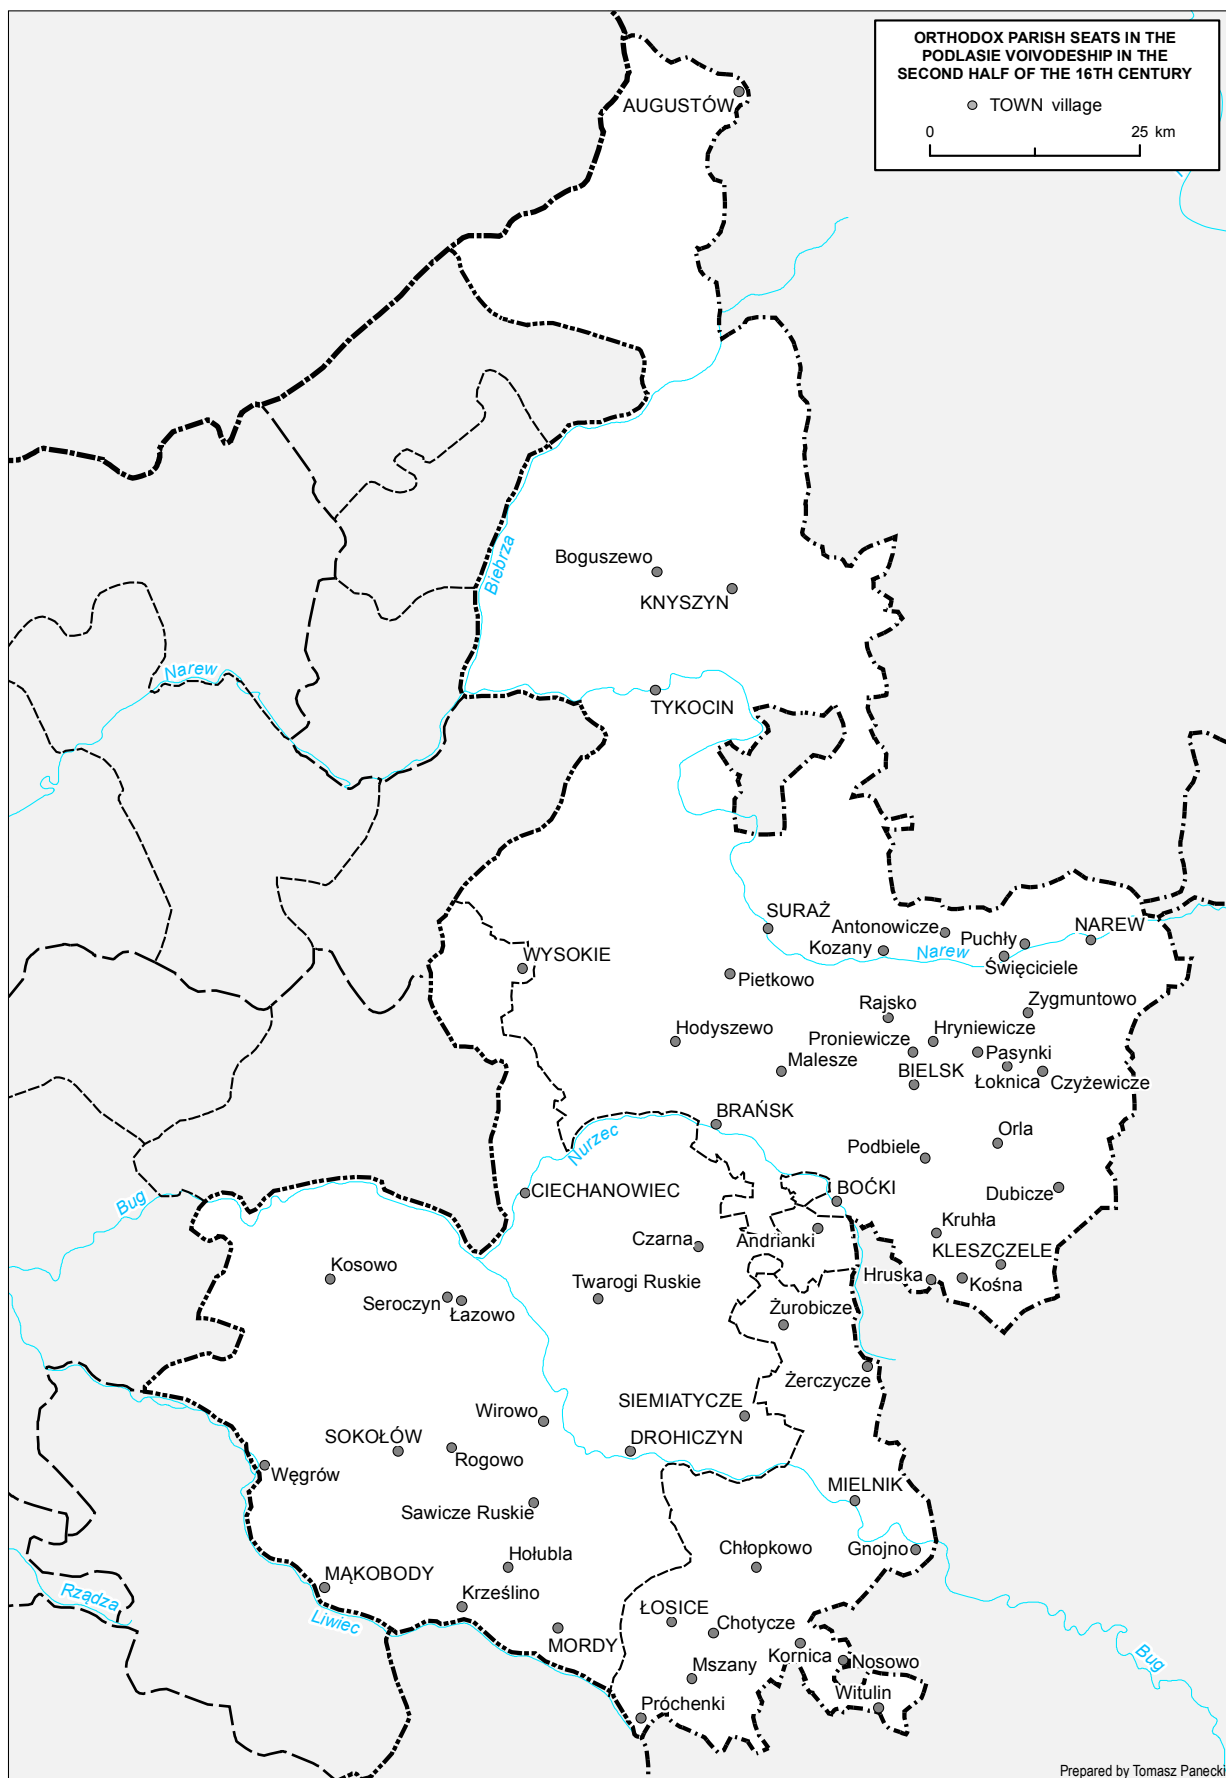 ORTHODOX PARISH SEATS IN THE
PODLASIE VOIVODESHIP IN THE
SECOND HALF OF THE 16TH CENTURY
TOWN village
0 25 km
AUGUSTÓW
Biebrza
Boguszewo
KNYSZYN
Narew
TYKOCIN
SURAŻ
Antonowicze
NAREW
Puchły
Kozany
Narew
Święciciele
WYSOKIE
Pietkowo
Zygmuntowo
Rajsko
Hodyszewo
Proniewicze
Hryniewicze
Malesze
Pasynki
BIELSK
Łoknica
Czyżewicze
BRAŃSK
Orla
Nurzec
Podbiele
Bug
CIECHANOWIEC
BOĆKI
Dubicze
Kruhła
Czarna
Andrianki
KLESZCZELE
Kosowo
Twarogi Ruskie
Hruska
Kośna
Seroczyn
Łazowo
Żurobicze
Żerczycze
Wirowo
SIEMIATYCZE
SOKOŁÓW
DROHICZYN
Rogowo
Węgrów
MIELNIK
Sawicze Ruskie
Chłopkowo
Gnojno
Hołubla
MĄKOBODY
Krześlino
Rządza
Liwiec
ŁOSICE
Chotycze
MORDY
Kornica
Nosowo
Bug
Mszany
Witulin
Próchenki
Prepared by Tomasz Panecki